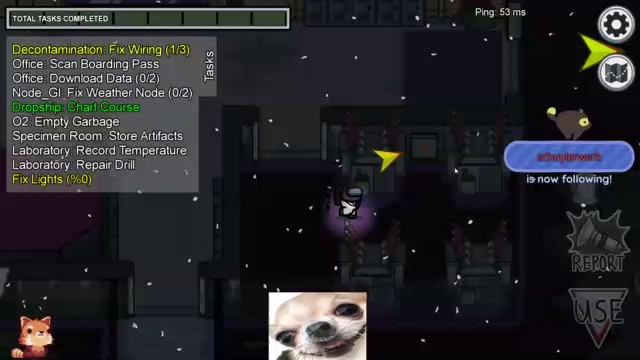 Ping: 53 ms
TOTAL TASKS COMPLETED
Tasks
Decontamination: Fix Wiring (1/3)
Office: Scan Boarding Pass
Office: Download Data (0/2)
Node_GI: Fix Weather Node (0/2)
Dropship: Chart Course
O2: Empty Garbage
Specimen Room: Store Artifacts
Laboratory: Record Temperature
Laboratory: Repair Drill
Fix Lights (%0)
is now following!
REPORT
USE